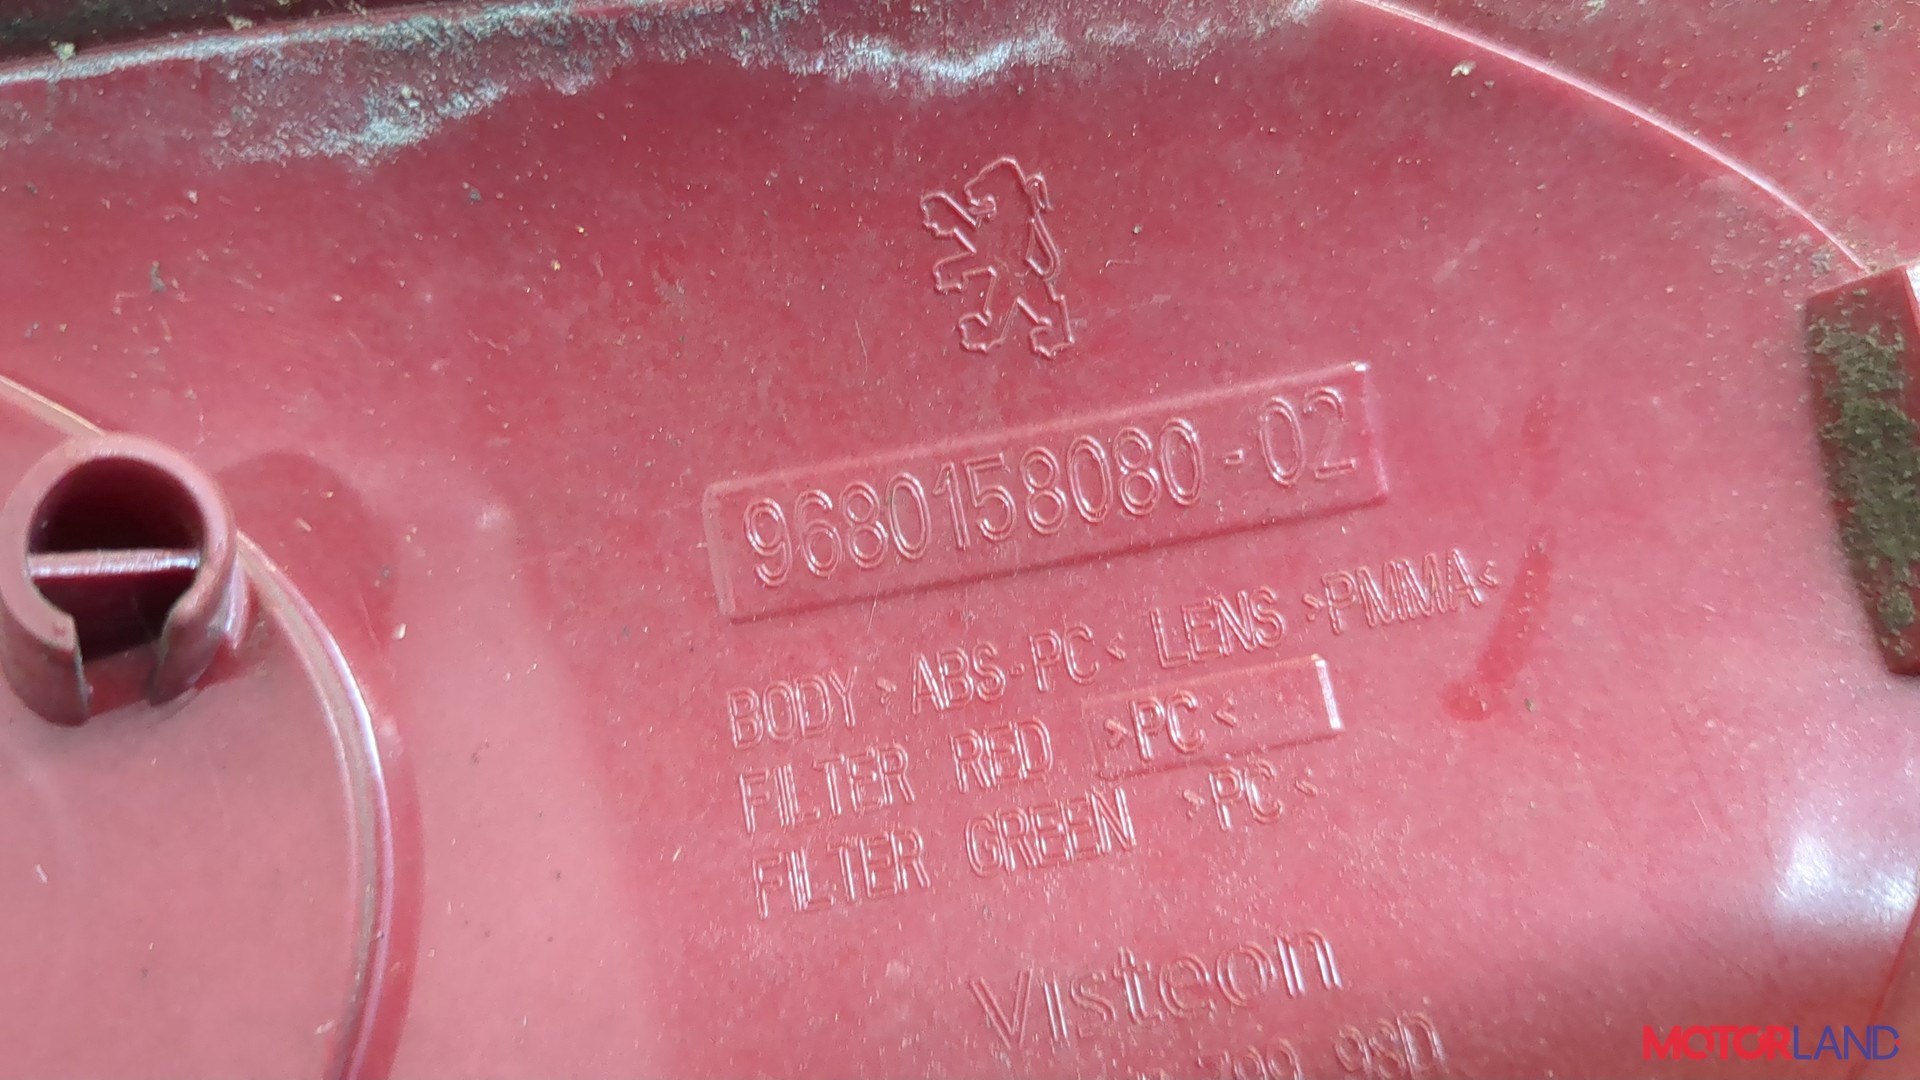 9680158080-02
BODY >ABS-PC< LENS >PMMA<
FILTER RED >PC<
FILTER GREEN >PC<
Visteon
MOTORLAND